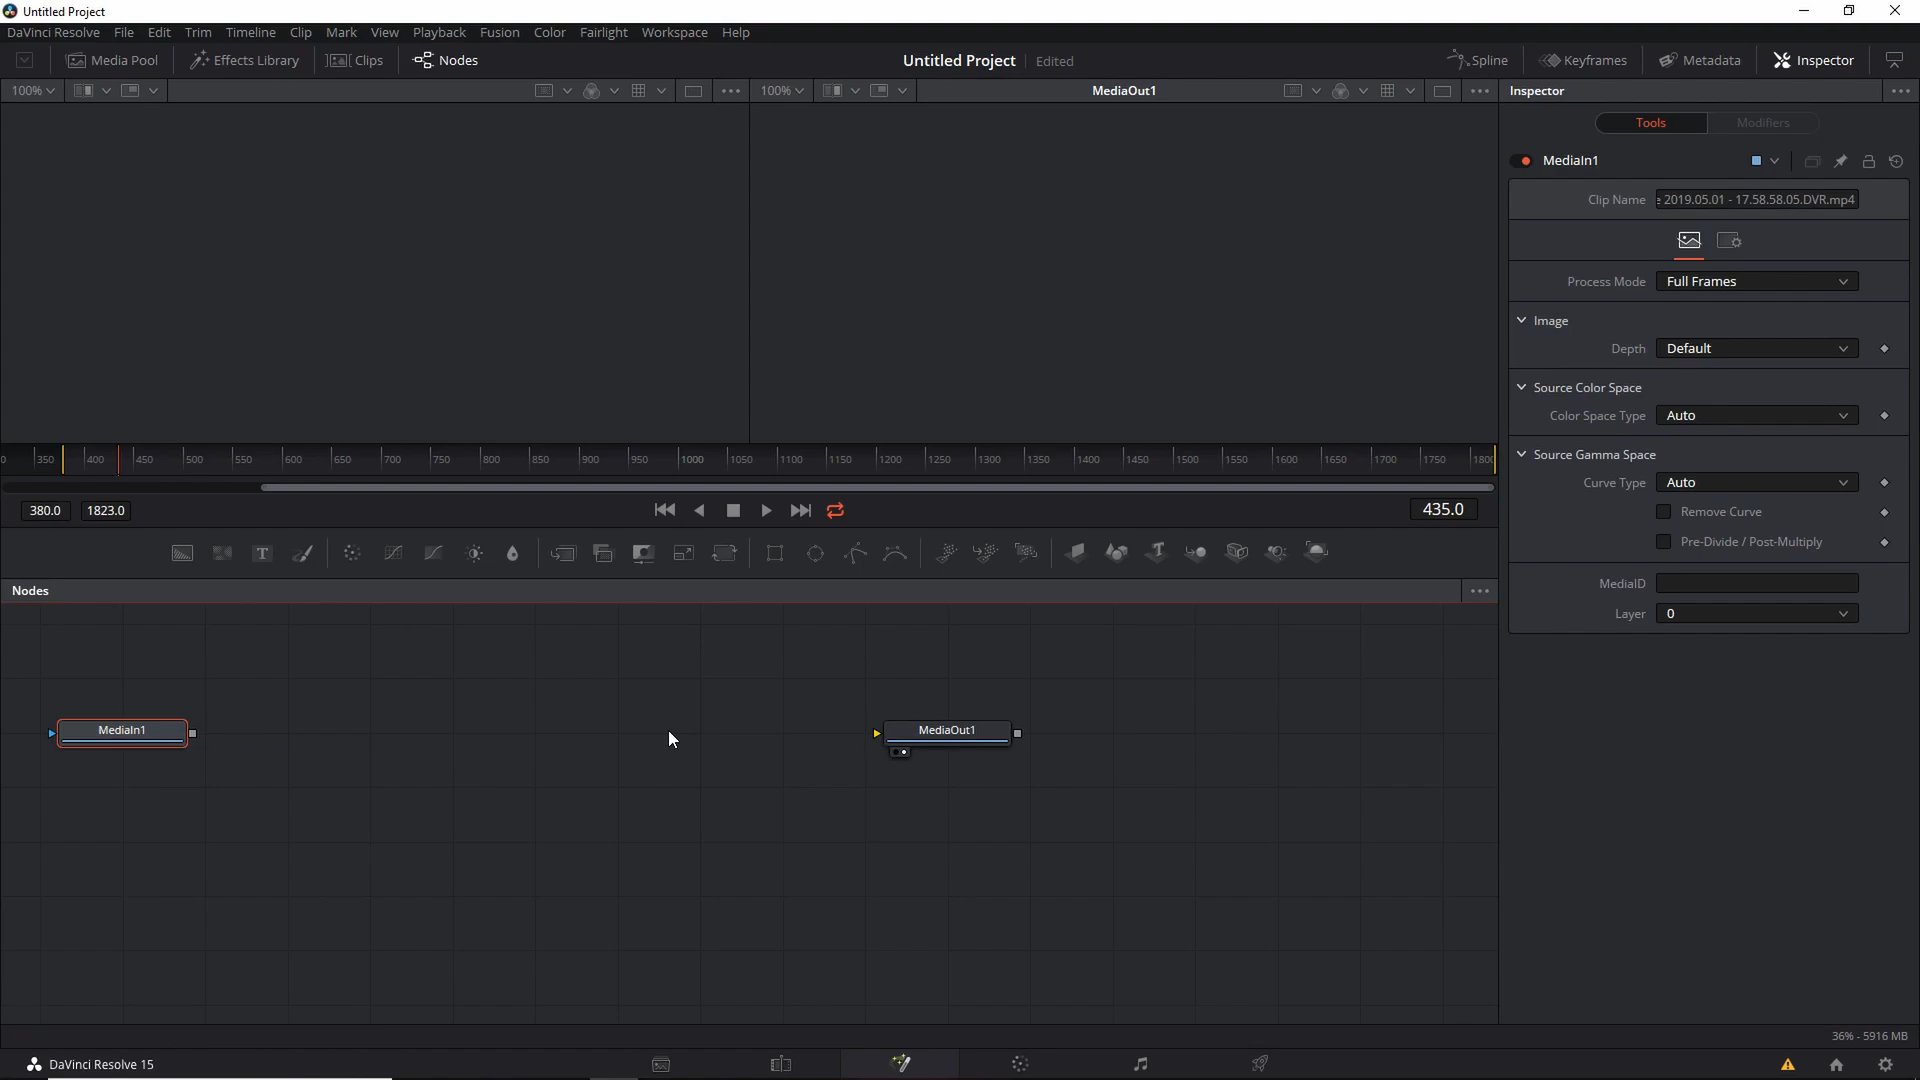 Untitled Project
DaVinci Resolve File Edit Trim Timeline Clip Mark View Playback Fusion Color Fairlight Workspace Help
Media Pool Effects Library Clips Nodes Untitled Project Edited Spline Keyframes Metadata Inspector
100% 100% MediaOut1 Inspector
Tools Modifiers
MediaIn1
Clip Name e 2019.05.01 - 17.58.58.05.DVR.mp4
Process Mode Full Frames
Image
Depth Default
Source Color Space
Color Space Type Auto
Source Gamma Space
Curve Type Auto
Remove Curve
Pre-Divide / Post-Multiply
MediaID
Layer 0
0 350 400 450 500 550 600 650 700 750 800 850 900 950 1000 1050 1100 1150 1200 1250 1300 1350 1400 1450 1500 1550 1600 1650 1700 1750 1800
380.0 1823.0 435.0
T T
Nodes
MediaIn1 MediaOut1
36% - 5916 MB
DaVinci Resolve 15